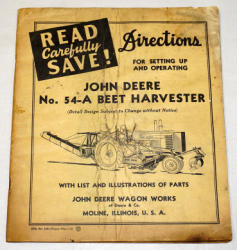 READ
Carefully
SAVE!
Directions
FOR SETTING UP
AND OPERATING
JOHN DEERE
No. 54-A BEET HARVESTER
(Detail Design Subject to Change without Notice)
WITH LIST AND ILLUSTRATIONS OF PARTS
JOHN DEERE WAGON WORKS
of Deere & Co.
MOLINE, ILLINOIS, U. S. A.